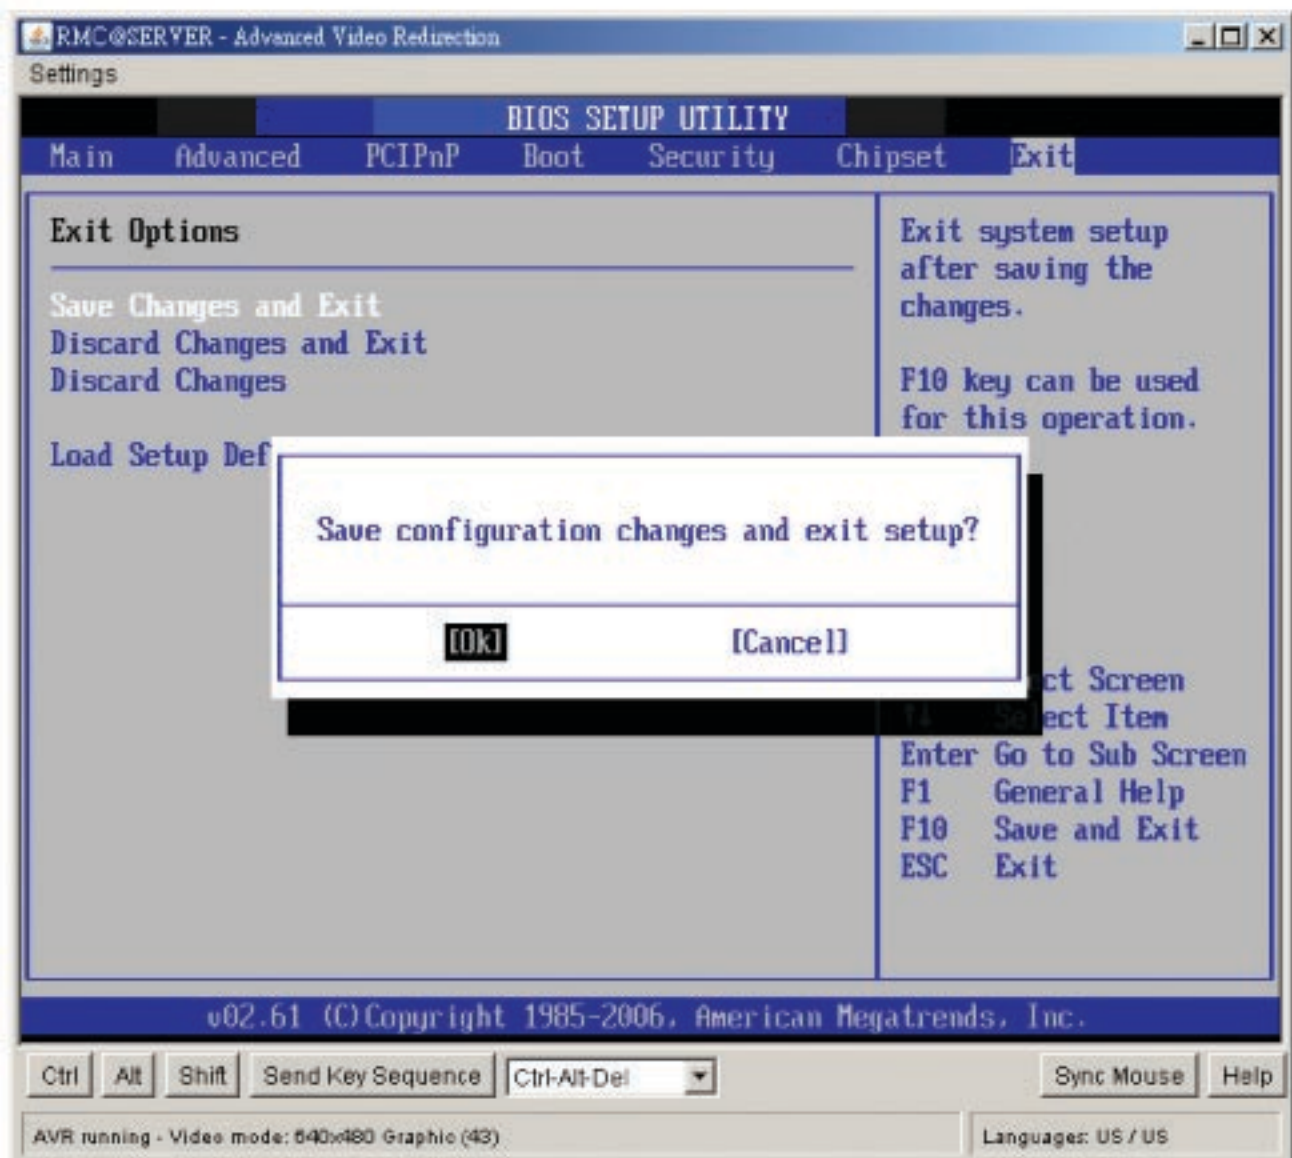 RMC@SERVER - Advanced Video Redirection
Settings
BIOS SETUP UTILITY
Main Advanced PCIPnP Boot Security Chipset Exit
Exit Options
Save Changes and Exit
Discard Changes and Exit
Discard Changes
Load Setup Def
Exit system setup
after saving the
changes.
F10 key can be used
for this operation.
Save configuration changes and exit setup?
[Ok] [Cancel]
ct Screen
↑↓ Select Item
Enter Go to Sub Screen
F1 General Help
F10 Save and Exit
ESC Exit
v02.61 (C)Copyright 1985-2006, American Megatrends, Inc.
Ctrl Alt Shift Send Key Sequence Ctrl-Alt-Del Sync Mouse Help
AVR running - Video mode: 640x480 Graphic (43) Languages: US / US